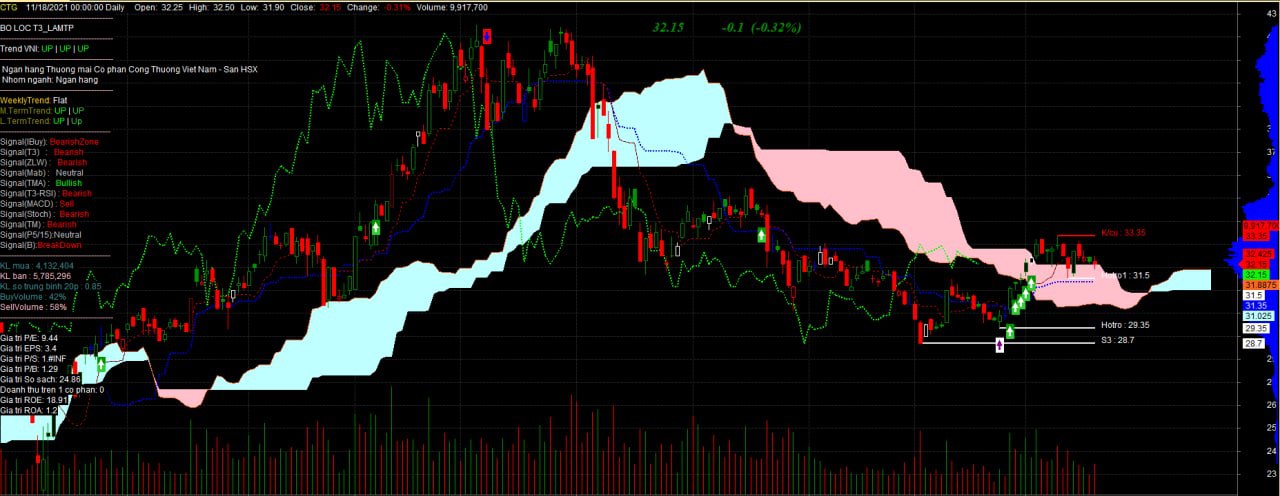 CTG 11/18/2021 00:00:00 Daily Open: 32.25 High: 32.50 Low: 31.90 Close: 32.15 Change: -0.31% Volume: 9,917,700
32.15 -0.1 (-0.32%)
BO LOC T3_LAMTP
Trend VNI: UP | UP | UP
Ngan hang Thuong mai Co phan Cong Thuong Viet Nam - San HSX
Nhom nganh: Ngan hang
WeeklyTrend: Flat
M.TermTrend: UP | UP
L.TermTrend: UP | Up
Signal(IBuy): BearishZone
Signal(T3) : Bearish
Signal(ZLW) : Bearish
Signal(Mab) : Neutral
Signal(TMA) : Bullish
Signal(T3-RSI) : Bearish
Signal(MACD) : Sell
Signal(Stoch) : Bearish
Signal(TM) : Bearish
Signal(P5/15):Neutral
Signal(B):BreakDown
KL mua : 4,132,404
KL ban : 5,785,296
KL so trung binh 20p : 0.85
BuyVolume : 42%
SellVolume : 58%
Gia tri P/E: 9.44
Gia tri EPS: 3.4
Gia tri P/S: 1.#INF
Gia tri P/B: 1.29
Gia tri So sach: 24.86
Doanh thu tren 1 co phan: 0
Gia tri ROE: 18.91
Gia tri ROA: 1.2
K/cu : 33.35
Hotro1 : 31.5
Hotro : 29.35
S3 : 28.7
43
37
9,917,700
33.35
32.425
32.15
31.8875
31.5
31.35
31.025
29.35
28.7
26
25
24
23